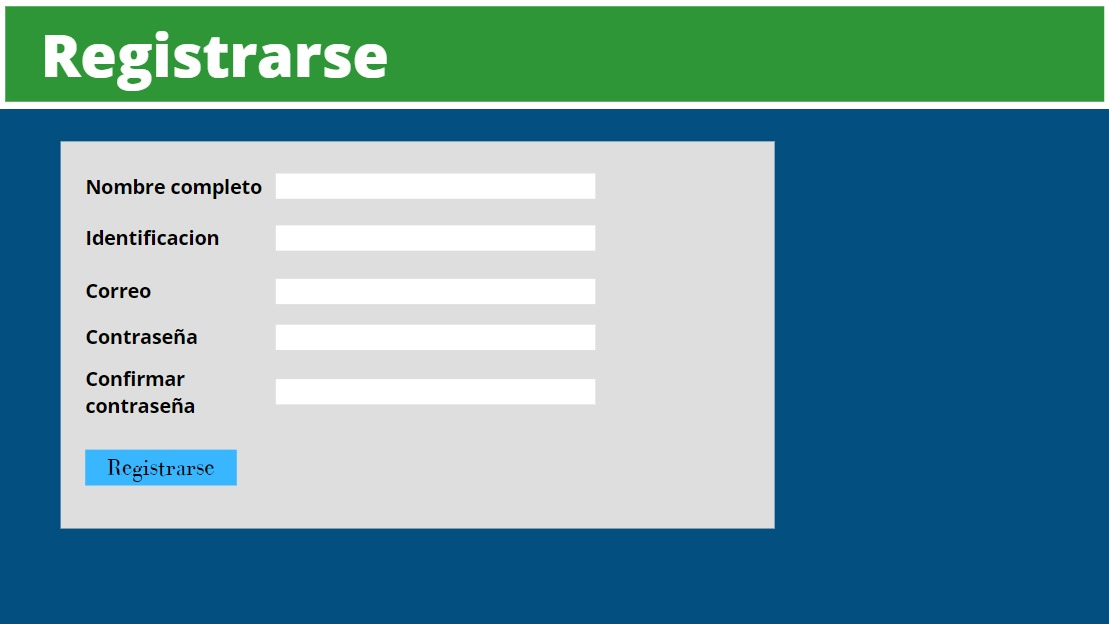 Registrarse
Nombre completo
Identificacion
Correo
Contraseña
Confirmar
contraseña
Registrarse